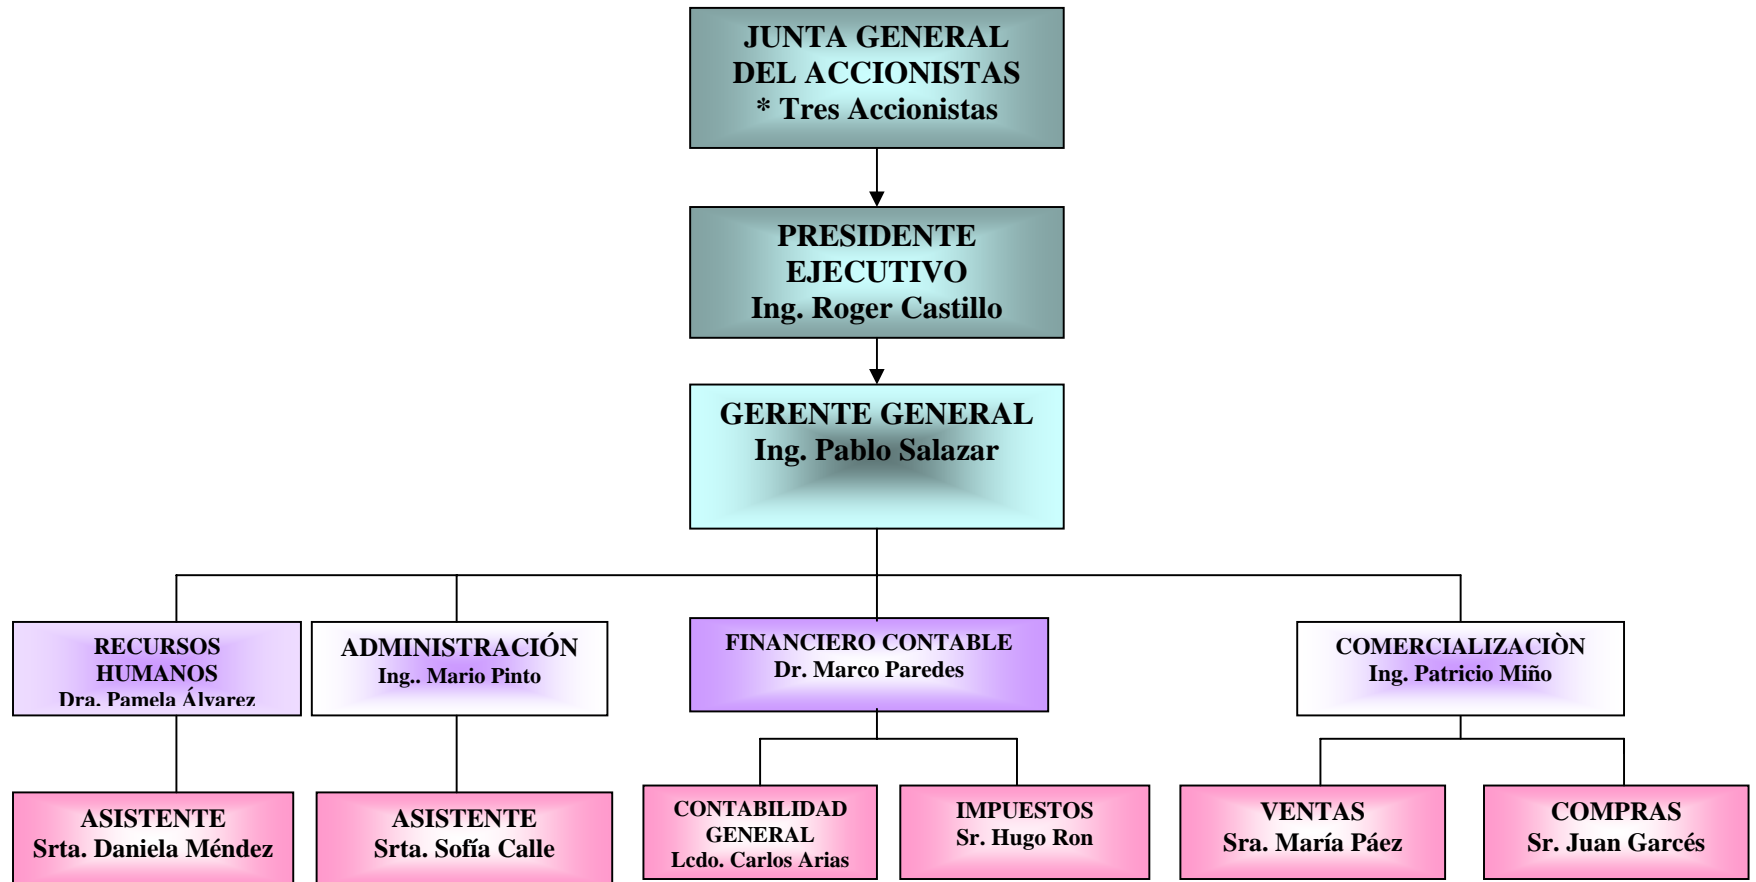 JUNTA GENERAL
DEL ACCIONISTAS
* Tres Accionistas
PRESIDENTE
EJECUTIVO
Ing. Roger Castillo
GERENTE GENERAL
Ing. Pablo Salazar
RECURSOS
HUMANOS
Dra. Pamela Álvarez
ADMINISTRACIÓN
Ing.. Mario Pinto
FINANCIERO CONTABLE
Dr. Marco Paredes
COMERCIALIZACIÒN
Ing. Patricio Miño
ASISTENTE
Srta. Daniela Méndez
ASISTENTE
Srta. Sofía Calle
CONTABILIDAD
GENERAL
Lcdo. Carlos Arias
IMPUESTOS
Sr. Hugo Ron
VENTAS
Sra. María Páez
COMPRAS
Sr. Juan Garcés